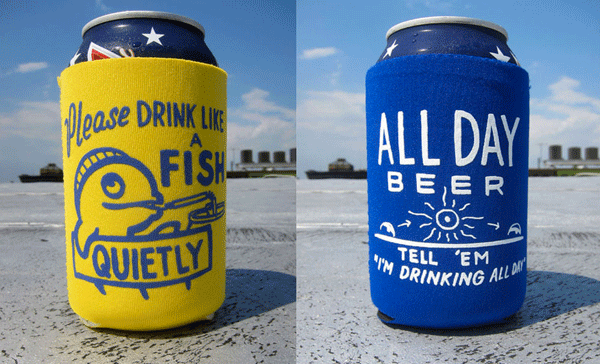 Please DRINK LIKE
A
FISH
QUIETLY
ALL DAY
BEER
TELL 'EM
"I'M DRINKING ALL DAY"